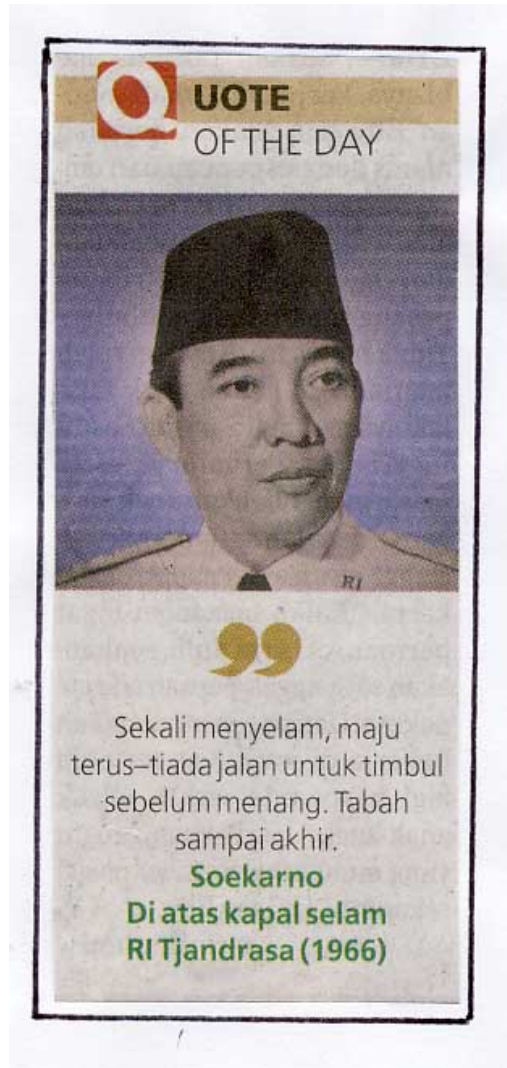 QUOTE
OF THE DAY
RI
”
Sekali menyelam, maju
terus–tiada jalan untuk timbul
sebelum menang. Tabah
sampai akhir.
Soekarno
Di atas kapal selam
RI Tjandrasa (1966)